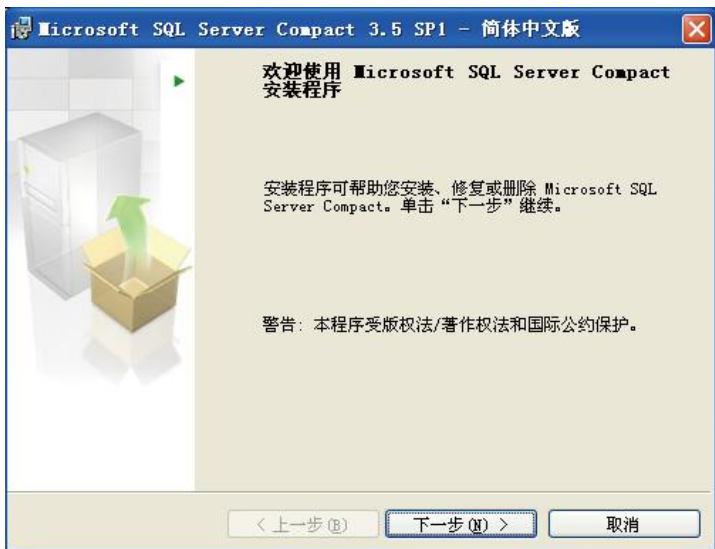 Microsoft SQL Server Compact 3.5 SP1 - 简体中文版
欢迎使用 Microsoft SQL Server Compact
安装程序
安装程序可帮助您安装、修复或删除 Microsoft SQL
Server Compact。单击“下一步”继续。
警告: 本程序受版权法/著作权法和国际公约保护。
< 上一步(B)
下一步(N) >
取消